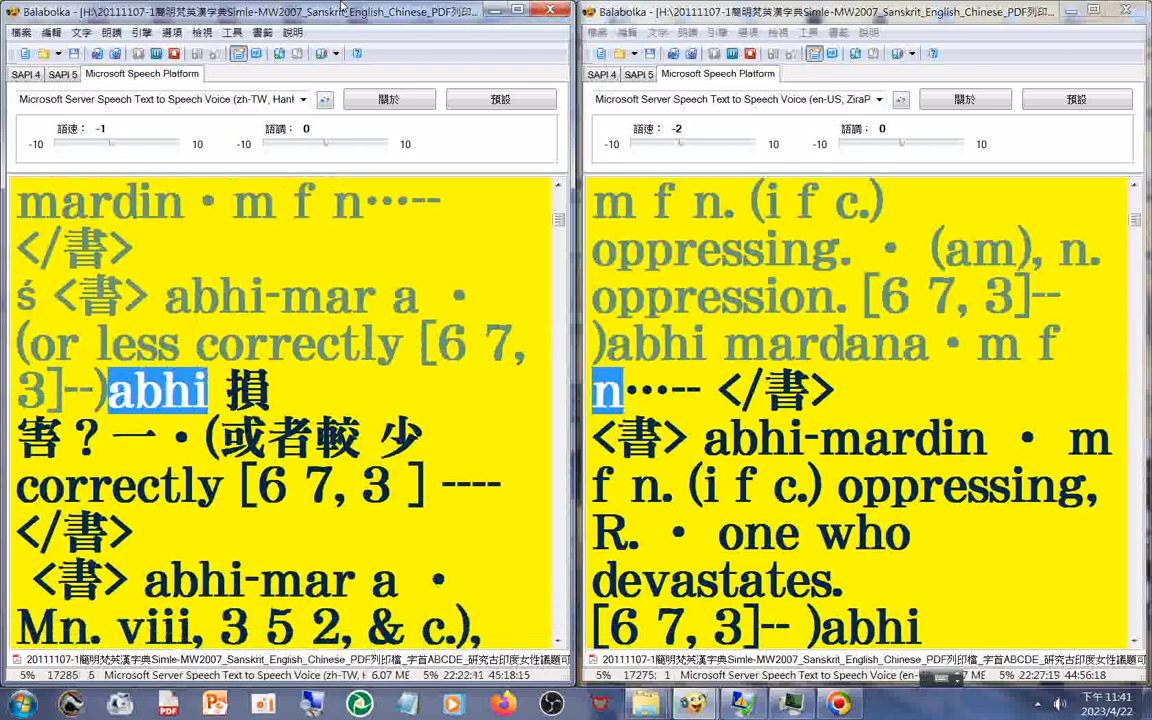 Balabolka - [H:\20111107-1簡明梵英漢字典Simle-MW2007_Sanskrit_English_Chinese_PDF列印...
檔案 編輯 文字 朗讀 引擎 選項 檢視 工具 書籤 說明
SAPI 4 SAPI 5 Microsoft Speech Platform
Microsoft Server Speech Text to Speech Voice (zh-TW, Hanl 關於 預設
語速： -1 語調： 0
-10 10 -10 10
mardin • m f n…--
</書>
ś <書> abhi-mar a •
(or less correctly [6 7,
3]--)abhi 損
害？一 • (或者較 少
correctly [6 7, 3 ] ----
</書>
<書> abhi-mar a •
Mn. viii, 3 5 2, & c.),
20111107-1簡明梵英漢字典Simle-MW2007_Sanskrit_English_Chinese_PDF列印檔_字首ABCDE_研究古印度女性議題可
5% 17285: 6 Microsoft Server Speech Text to Speech Voice (zh-TW, H 6.07 ME 5% 22:22:41 45:18:15
Balabolka - [H:\20111107-1簡明梵英漢字典Simle-MW2007_Sanskrit_English_Chinese_PDF列印...
檔案 編輯 文字 朗讀 引擎 選項 檢視 工具 書籤 說明
SAPI 4 SAPI 5 Microsoft Speech Platform
Microsoft Server Speech Text to Speech Voice (en-US, ZiraP 關於 預設
語速： -2 語調： 0
-10 10 -10 10
m f n. (i f c.)
oppressing. • (am), n.
oppression. [6 7, 3]--
)abhi mardana • m f
n…-- </書>
<書> abhi-mardin • m
f n. (i f c.) oppressing,
R. • one who
devastates.
[6 7, 3]-- )abhi
20111107-1簡明梵英漢字典Simle-MW2007_Sanskrit_English_Chinese_PDF列印檔_字首ABCDE_研究古印度女性議題可
5% 17275: 1 Microsoft Server Speech Text to Speech Voice (en-US, Z 6.07 ME 5% 22:27:15 44:56:18
下午 11:41
2023/4/22